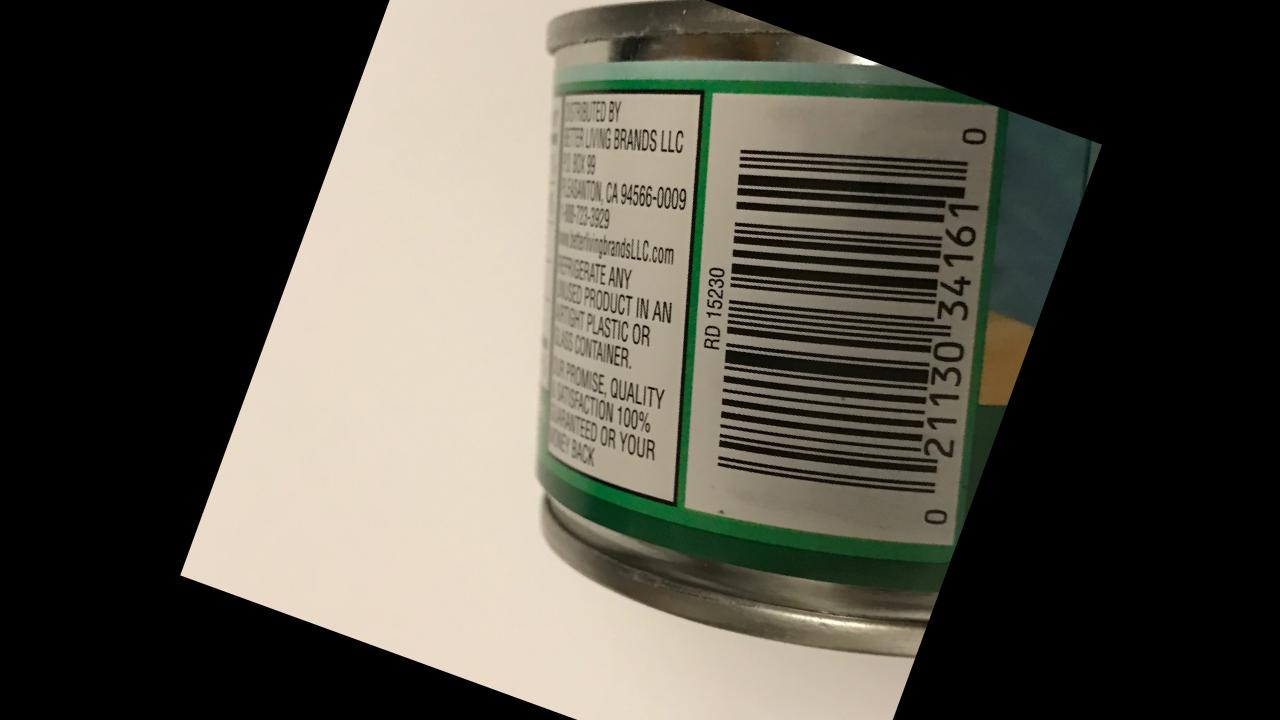 DISTRIBUTED BY
BETTER LIVING BRANDS LLC
P.O. BOX 99
PLEASANTON, CA 94566-0009
1-888-723-3929
www.betterlivingbrandsLLC.com
REFRIGERATE ANY
UNUSED PRODUCT IN AN
AIRTIGHT PLASTIC OR
GLASS CONTAINER.
OUR PROMISE, QUALITY
& SATISFACTION 100%
GUARANTEED OR YOUR
MONEY BACK
RD 15230
0 21130 34161 0